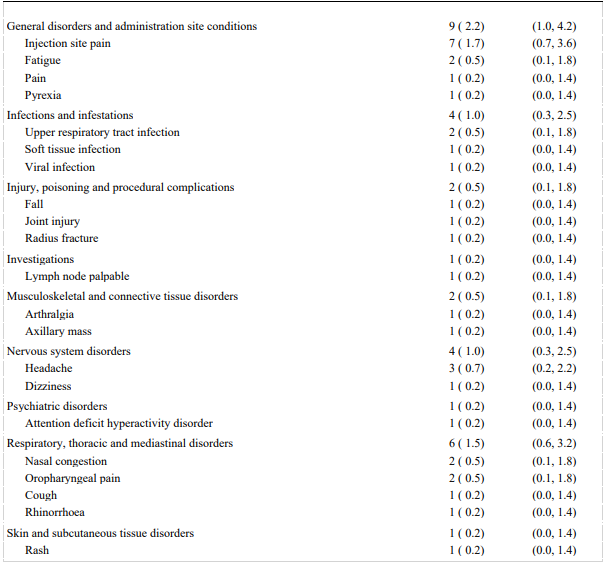 General disorders and administration site conditions 9 ( 2.2) (1.0, 4.2)
Injection site pain 7 ( 1.7) (0.7, 3.6)
Fatigue 2 ( 0.5) (0.1, 1.8)
Pain 1 ( 0.2) (0.0, 1.4)
Pyrexia 1 ( 0.2) (0.0, 1.4)
Infections and infestations 4 ( 1.0) (0.3, 2.5)
Upper respiratory tract infection 2 ( 0.5) (0.1, 1.8)
Soft tissue infection 1 ( 0.2) (0.0, 1.4)
Viral infection 1 ( 0.2) (0.0, 1.4)
Injury, poisoning and procedural complications 2 ( 0.5) (0.1, 1.8)
Fall 1 ( 0.2) (0.0, 1.4)
Joint injury 1 ( 0.2) (0.0, 1.4)
Radius fracture 1 ( 0.2) (0.0, 1.4)
Investigations 1 ( 0.2) (0.0, 1.4)
Lymph node palpable 1 ( 0.2) (0.0, 1.4)
Musculoskeletal and connective tissue disorders 2 ( 0.5) (0.1, 1.8)
Arthralgia 1 ( 0.2) (0.0, 1.4)
Axillary mass 1 ( 0.2) (0.0, 1.4)
Nervous system disorders 4 ( 1.0) (0.3, 2.5)
Headache 3 ( 0.7) (0.2, 2.2)
Dizziness 1 ( 0.2) (0.0, 1.4)
Psychiatric disorders 1 ( 0.2) (0.0, 1.4)
Attention deficit hyperactivity disorder 1 ( 0.2) (0.0, 1.4)
Respiratory, thoracic and mediastinal disorders 6 ( 1.5) (0.6, 3.2)
Nasal congestion 2 ( 0.5) (0.1, 1.8)
Oropharyngeal pain 2 ( 0.5) (0.1, 1.8)
Cough 1 ( 0.2) (0.0, 1.4)
Rhinorrhoea 1 ( 0.2) (0.0, 1.4)
Skin and subcutaneous tissue disorders 1 ( 0.2) (0.0, 1.4)
Rash 1 ( 0.2) (0.0, 1.4)